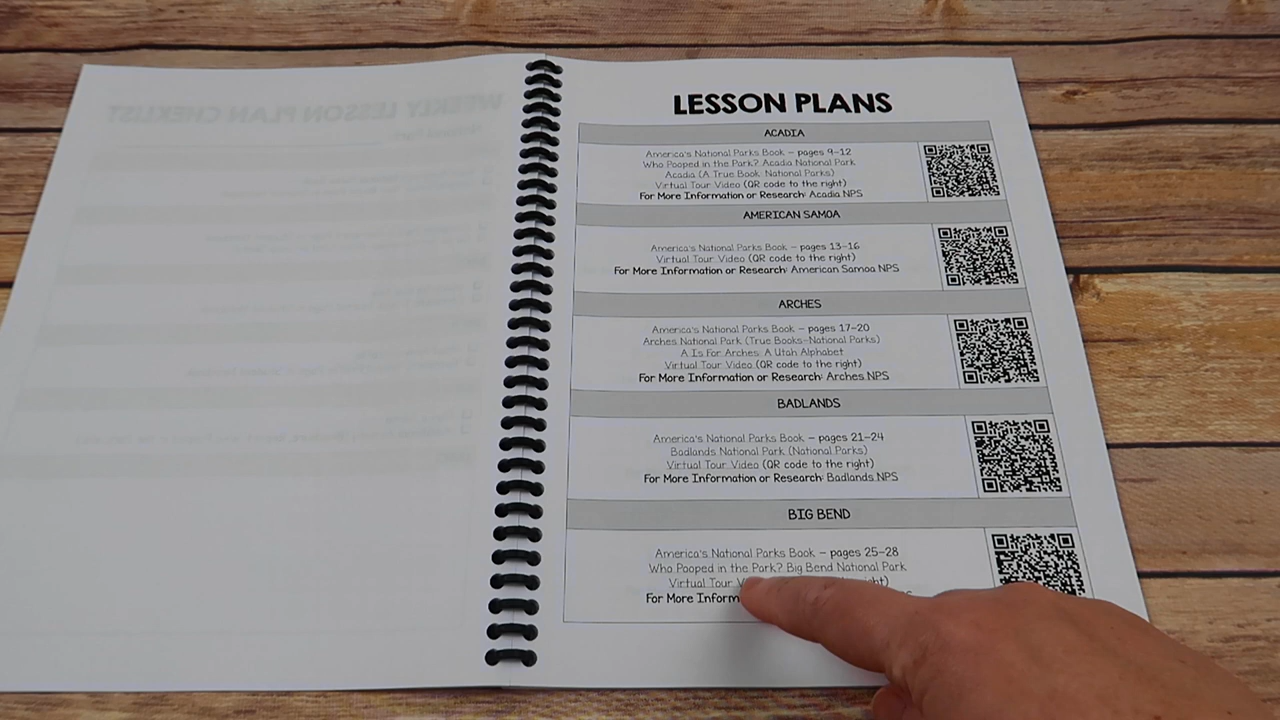 LESSON PLANS
ACADIA
America's National Parks Book – pages 9-12
Who Pooped in the Park? Acadia National Park
Acadia (A True Book: National Parks)
Virtual Tour Video (QR code to the right)
For More Information or Research: Acadia NPS
AMERICAN SAMOA
America's National Parks Book – pages 13-16
Virtual Tour Video (QR code to the right)
For More Information or Research: American Samoa NPS
ARCHES
America's National Parks Book – pages 17-20
Arches National Park (True Books-National Parks)
A Is For Arches: A Utah Alphabet
Virtual Tour Video (QR code to the right)
For More Information or Research: Arches NPS
BADLANDS
America's National Parks Book – pages 21-24
Badlands National Park (National Parks)
Virtual Tour Video (QR code to the right)
For More Information or Research: Badlands NPS
BIG BEND
America's National Parks Book – pages 25-28
Who Pooped in the Park? Big Bend National Park
Virtual Tour
For More
WEEKLY LESSON PLAN CHECKLIST